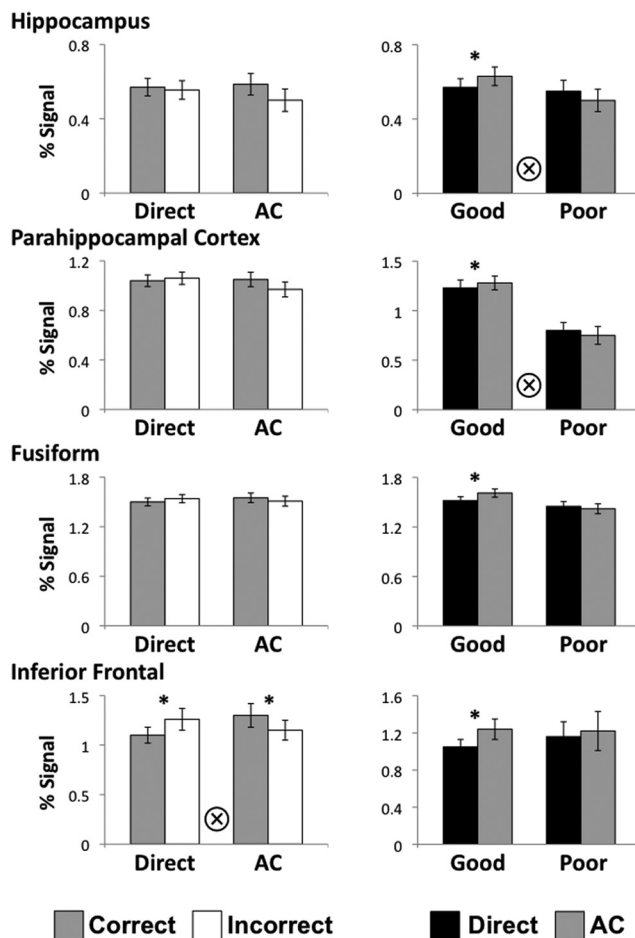 Hippocampus
0.8 0.8
*
% Signal 0.4 % Signal 0.4
0 0
Direct AC Good Poor
Parahippocampal Cortex
1.2 1.5
*
0.8 1
% Signal % Signal
0.4 0.5
0 0
Direct AC Good Poor
Fusiform
1.8 1.8
*
1.2 1.2
% Signal % Signal
0.6 0.6
0 0
Direct AC Good Poor
Inferior Frontal
1.5 1.6
* * *
1 1.2
% Signal % Signal 0.8
0.5 0.4
0 0
Direct AC Good Poor
Correct Incorrect Direct AC